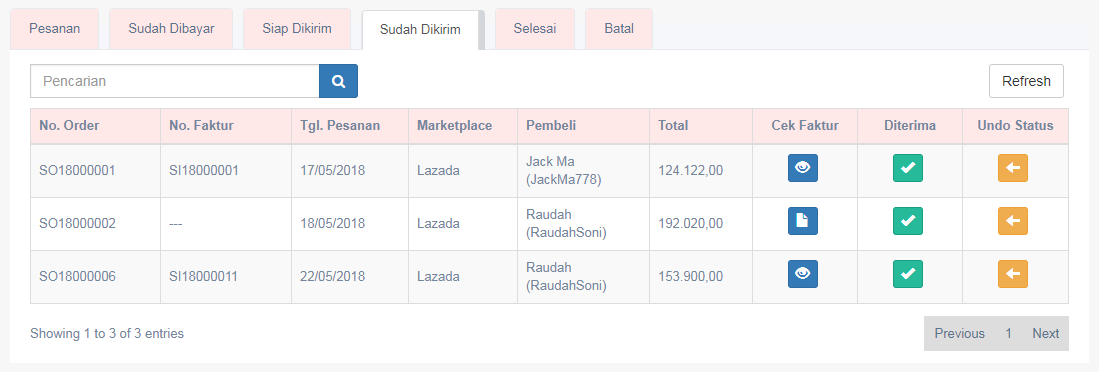 Pesanan Sudah Dibayar Siap Dikirim Sudah Dikirim Selesai Batal
Pencarian Refresh
No. Order No. Faktur Tgl. Pesanan Marketplace Pembeli Total Cek Faktur Diterima Undo Status
SO18000001 SI18000001 17/05/2018 Lazada Jack Ma (JackMa778) 124.122,00
SO18000002 --- 18/05/2018 Lazada Raudah (RaudahSoni) 192.020,00
SO18000006 SI18000011 22/05/2018 Lazada Raudah (RaudahSoni) 153.900,00
Showing 1 to 3 of 3 entries Previous 1 Next